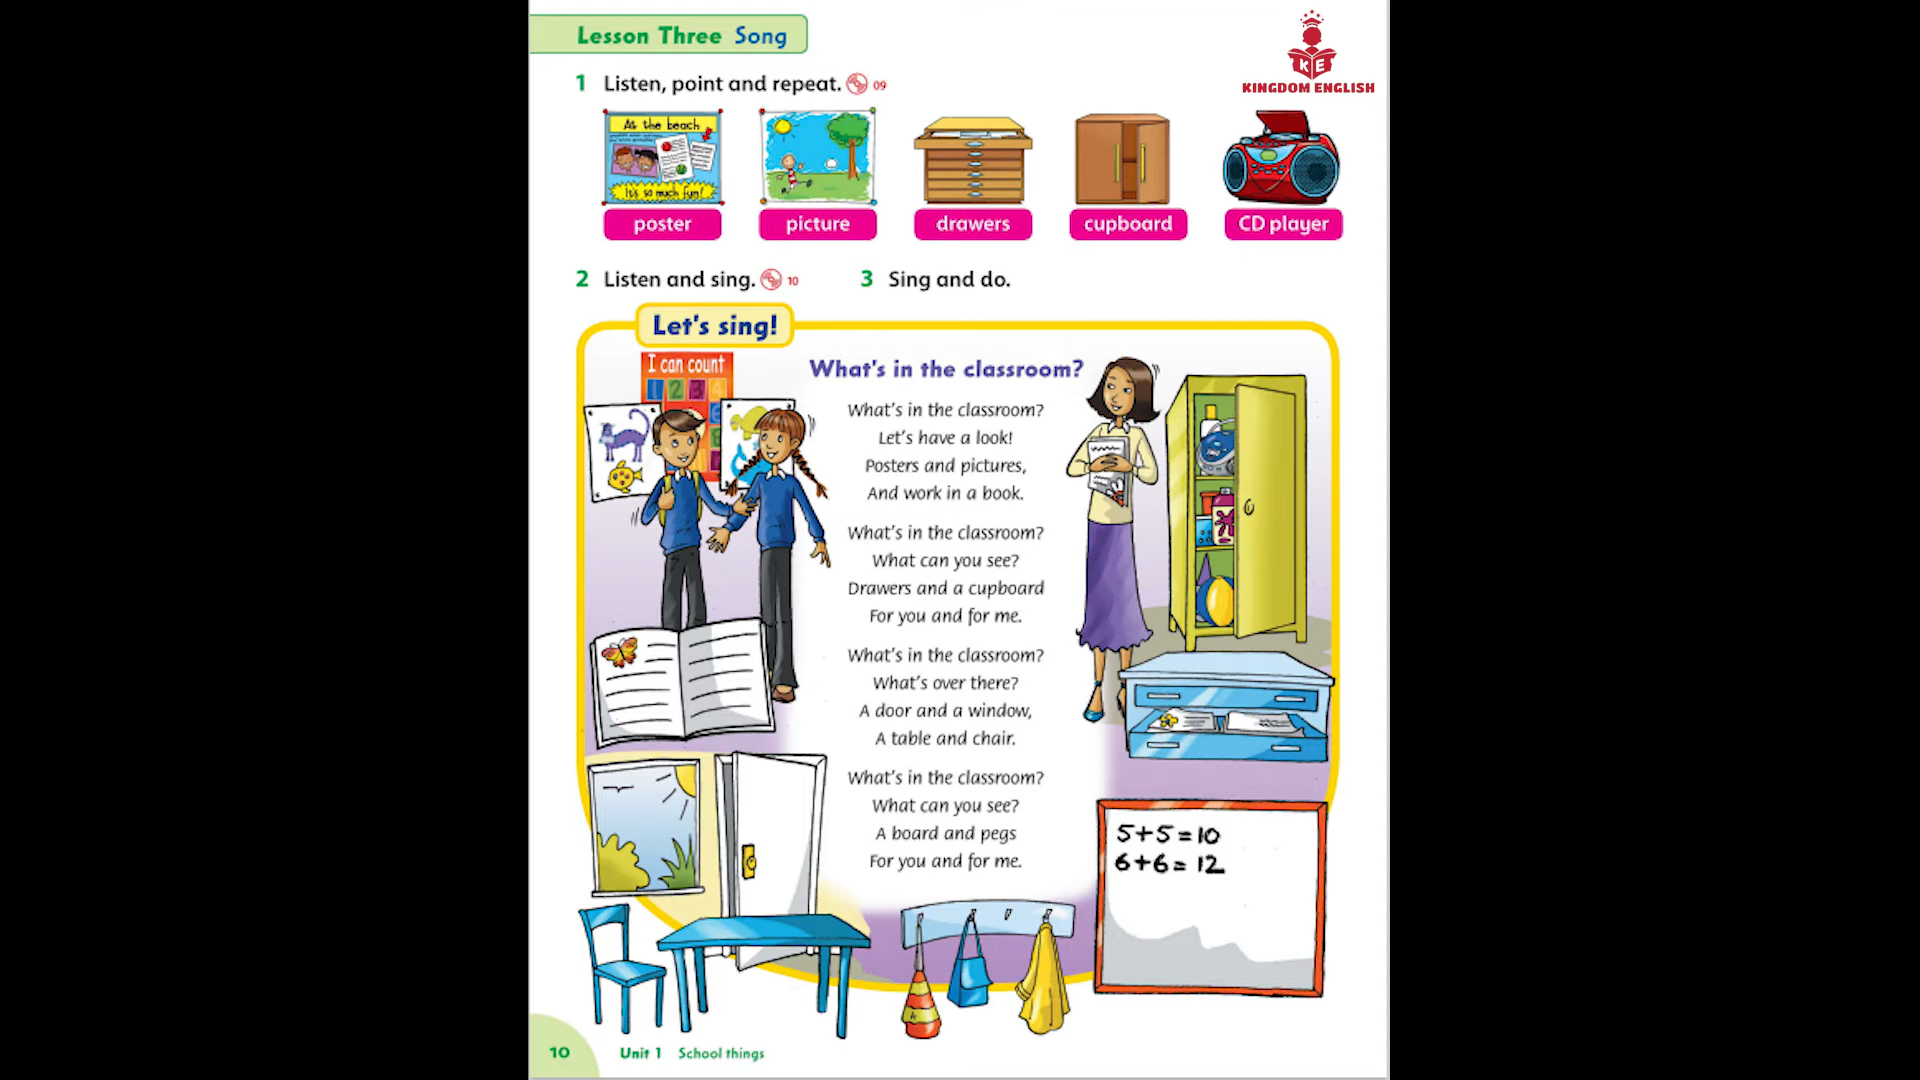 Lesson Three Song
KE
KINGDOM ENGLISH
1 Listen, point and repeat. 09
At the beach
It's so much fun!
poster
picture
drawers
cupboard
CD player
2 Listen and sing. 10
3 Sing and do.
Let's sing!
I can count
1 2 3 4
What's in the classroom?
What's in the classroom?
Let's have a look!
Posters and pictures,
And work in a book.
What's in the classroom?
What can you see?
Drawers and a cupboard
For you and for me.
What's in the classroom?
What's over there?
A door and a window,
A table and chair.
What's in the classroom?
What can you see?
A board and pegs
For you and for me.
5+5=10
6+6=12
10 Unit 1 School things